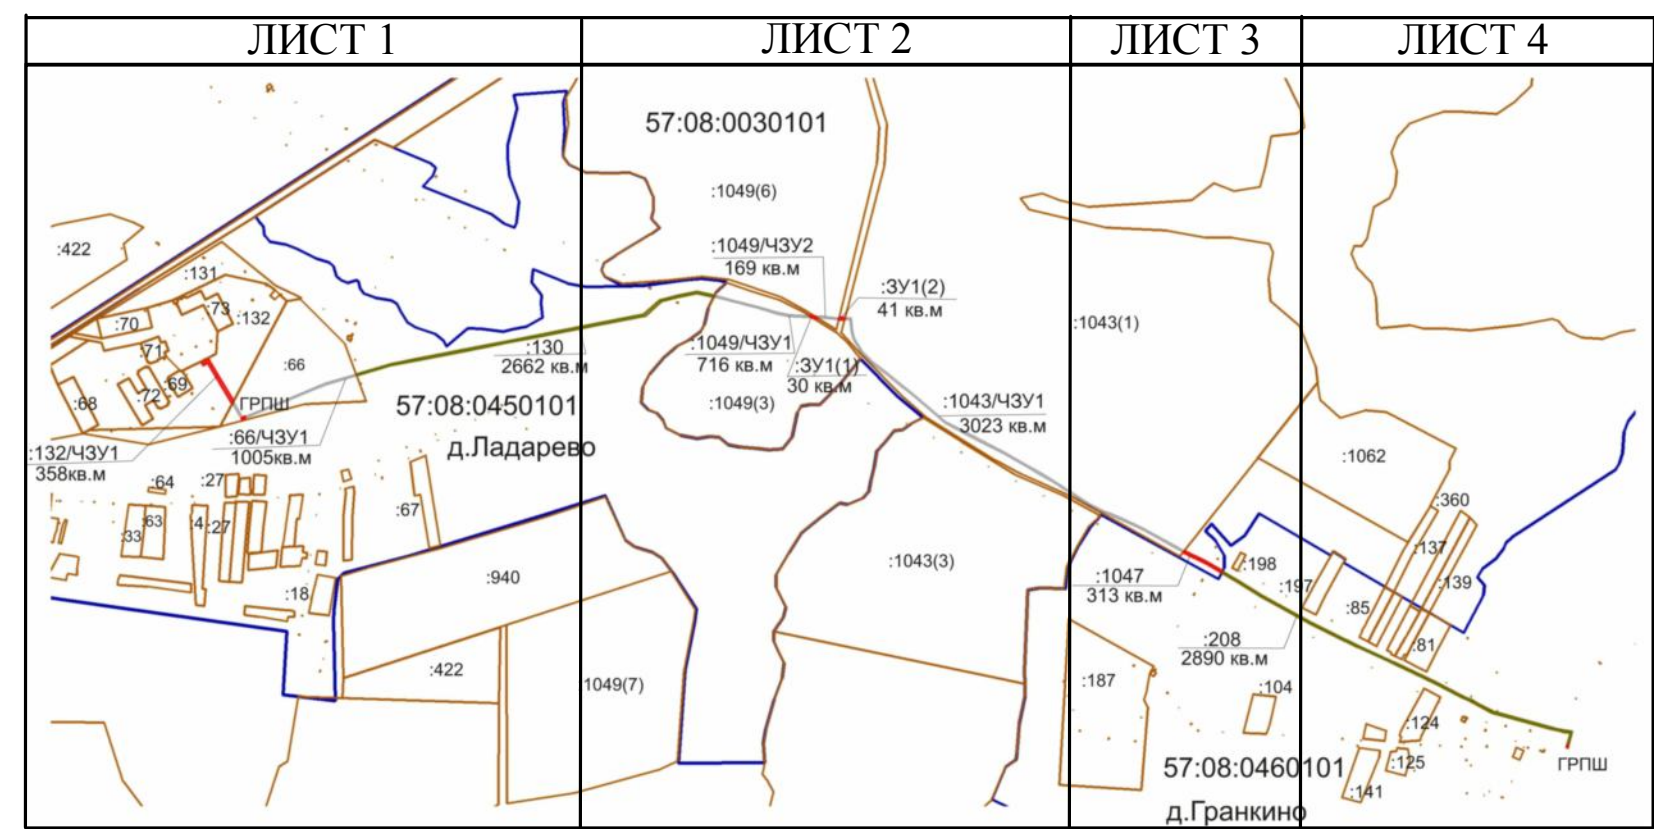 ЛИСТ 1
ЛИСТ 2
ЛИСТ 3
ЛИСТ 4
:422
:131
:73
:132
:70
:71
:72
:69
:68
:66
ГРПШ
:132/ЧЗУ1
358кв.м
:66/ЧЗУ1
1005кв.м
:130
2662 кв.м
57:08:0450101
д.Ладарево
:64
:27
:63
:33
:4
:27
:67
:18
:940
:422
57:08:0030101
:1049(6)
:1049/ЧЗУ2
169 кв.м
:ЗУ1(2)
41 кв.м
:1049/ЧЗУ1
716 кв.м
:ЗУ1(1)
30 кв.м
:1049(3)
:1043/ЧЗУ1
3023 кв.м
:1043(3)
1049(7)
:1043(1)
:1047
313 кв.м
:198
:197
:208
2890 кв.м
:187
:104
57:08:0460101
д.Гранкино
:1062
:360
:137
:139
:85
:81
:124
:125
:141
ГРПШ